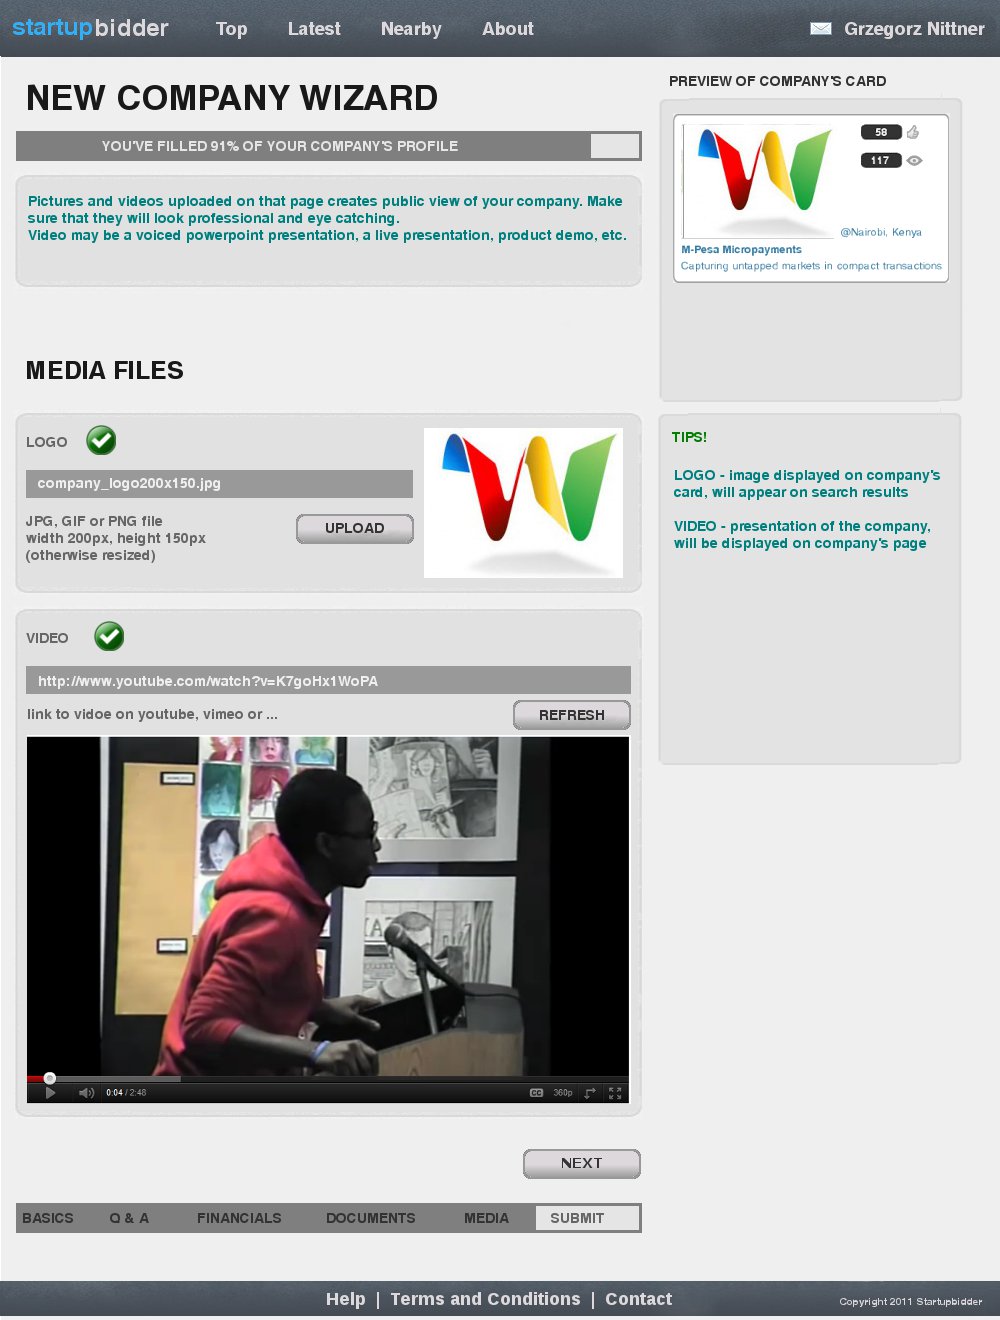 startupbidder Top Latest Nearby About Grzegorz Nittner
NEW COMPANY WIZARD
YOU'VE FILLED 91% OF YOUR COMPANY'S PROFILE
Pictures and videos uploaded on that page creates public view of your company. Make
sure that they will look professional and eye catching.
Video may be a voiced powerpoint presentation, a live presentation, product demo, etc.
PREVIEW OF COMPANY'S CARD
58
117
@Nairobi, Kenya
M-Pesa Micropayments
Capturing untapped markets in compact transactions
MEDIA FILES
LOGO
company_logo200x150.jpg
JPG, GIF or PNG file
width 200px, height 150px
(otherwise resized)
UPLOAD
TIPS!
LOGO - image displayed on company's
card, will appear on search results
VIDEO - presentation of the company,
will be displayed on company's page
VIDEO
http://www.youtube.com/watch?v=K7goHx1WoPA
link to vidoe on youtube, vimeo or ...
REFRESH
0:04 / 2:48 CC 360p
NEXT
BASICS Q & A FINANCIALS DOCUMENTS MEDIA SUBMIT
Help | Terms and Conditions | Contact
Copyright 2011 Startupbidder